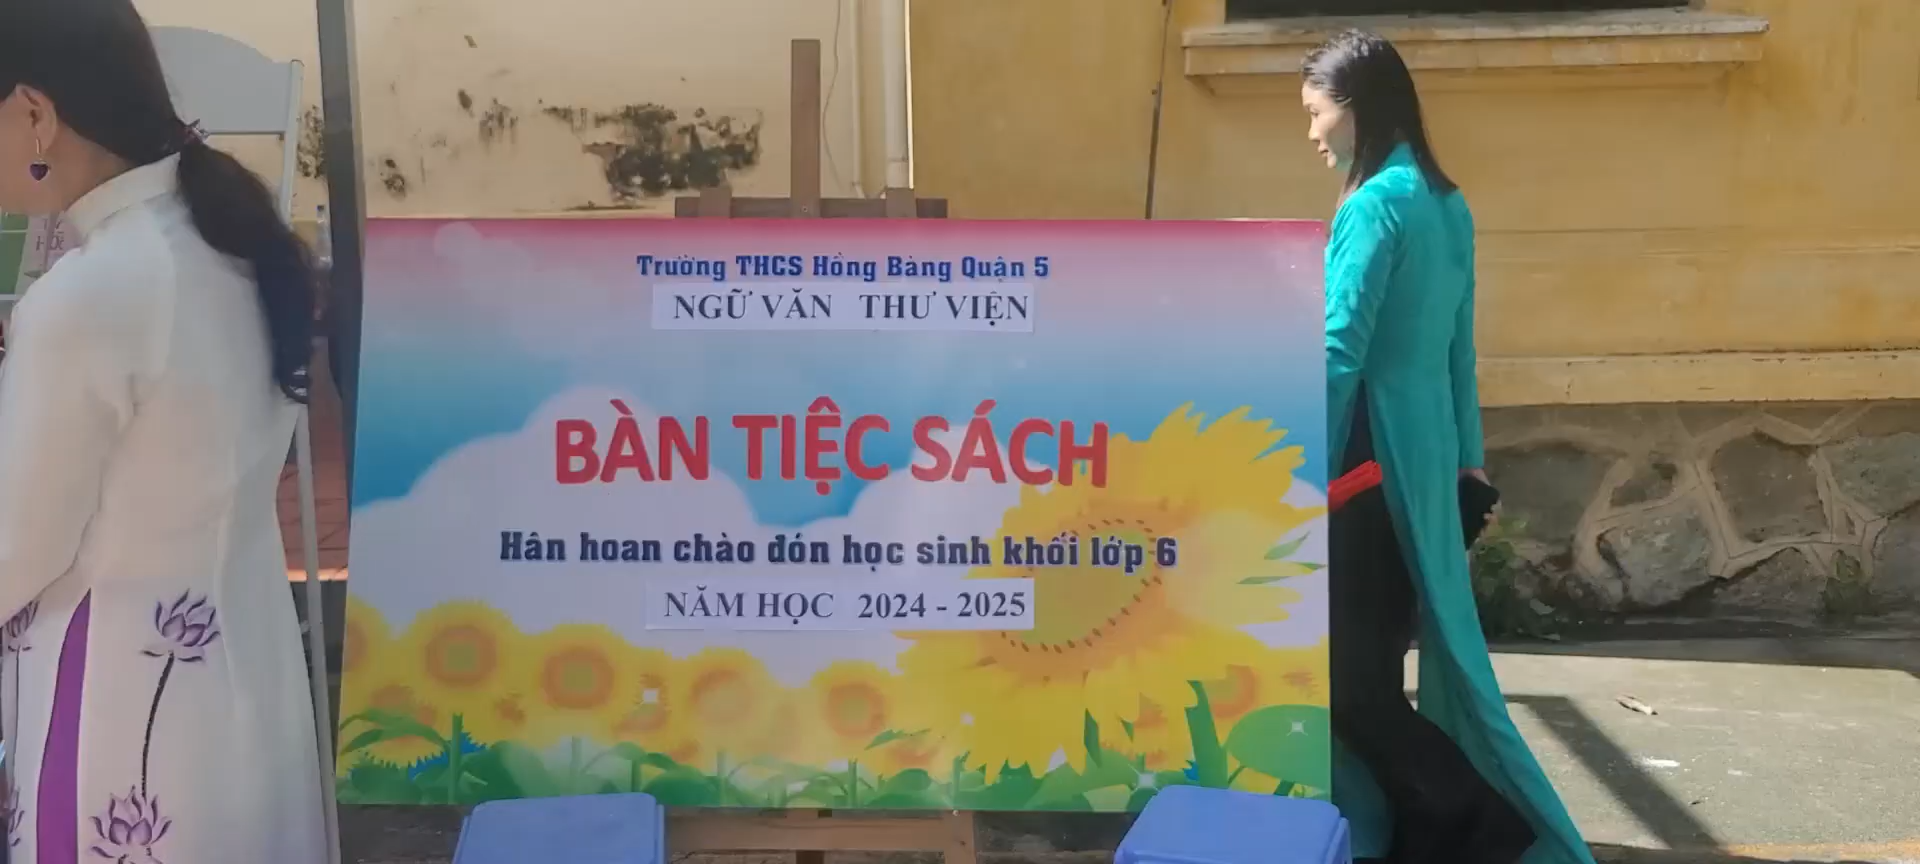 Trường THCS Hồng Bàng Quận 5
NGỮ VĂN THƯ VIỆN
BÀN TIỆC SÁCH
Hân hoan chào đón học sinh khối lớp 6
NĂM HỌC 2024 - 2025